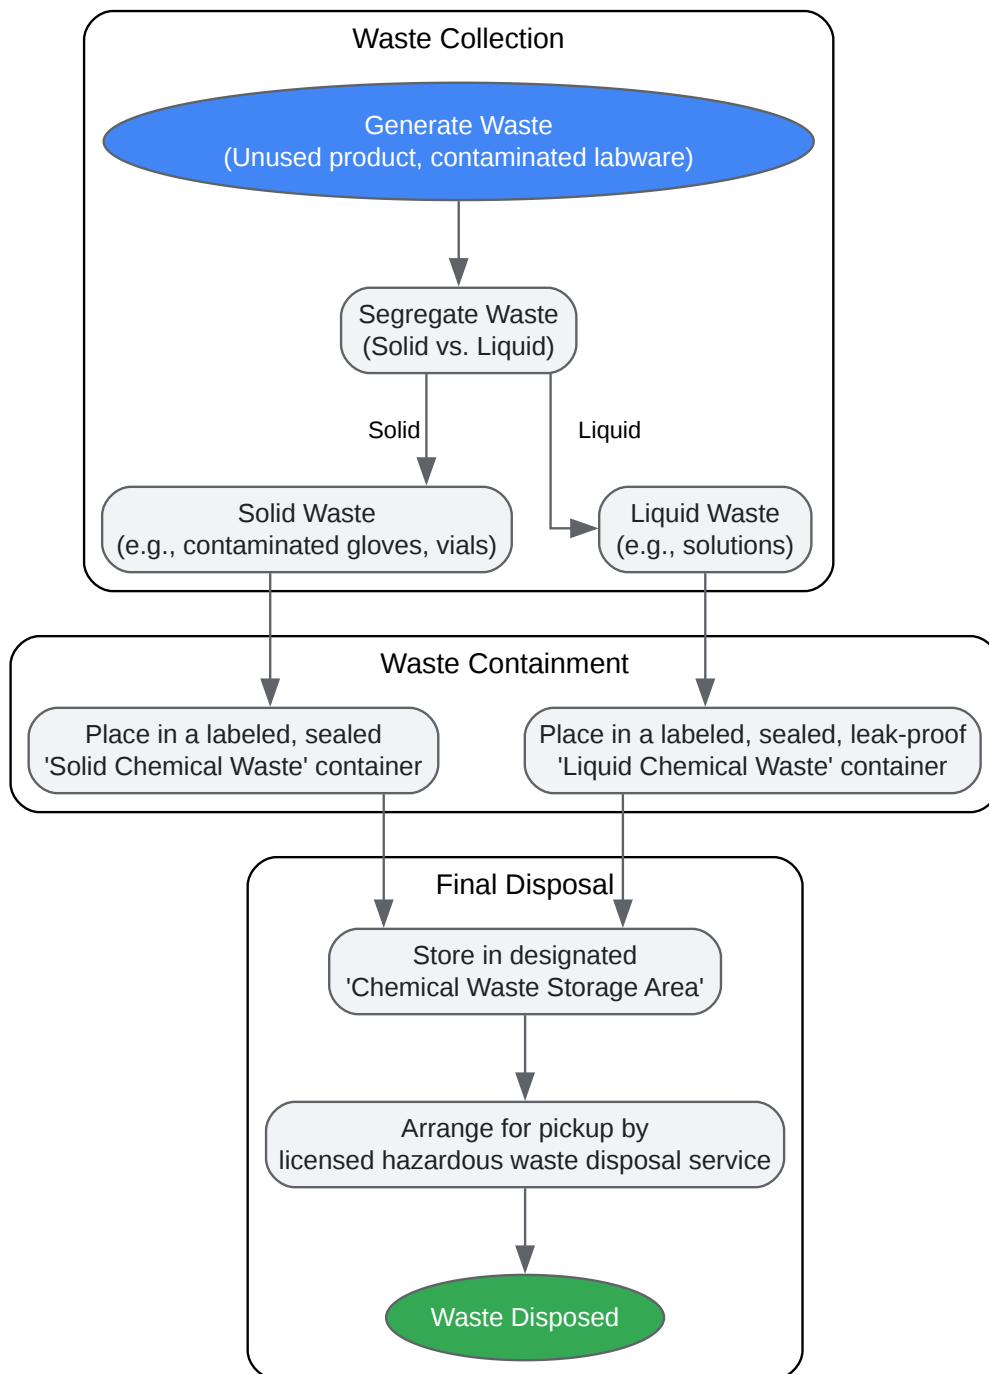 Waste Collection
Generate Waste
(Unused product, contaminated labware)
Segregate Waste
(Solid vs. Liquid)
Solid
Liquid
Solid Waste
(e.g., contaminated gloves, vials)
Liquid Waste
(e.g., solutions)
Waste Containment
Place in a labeled, sealed
'Solid Chemical Waste' container
Place in a labeled, sealed, leak-proof
'Liquid Chemical Waste' container
Final Disposal
Store in designated
'Chemical Waste Storage Area'
Arrange for pickup by
licensed hazardous waste disposal service
Waste Disposed